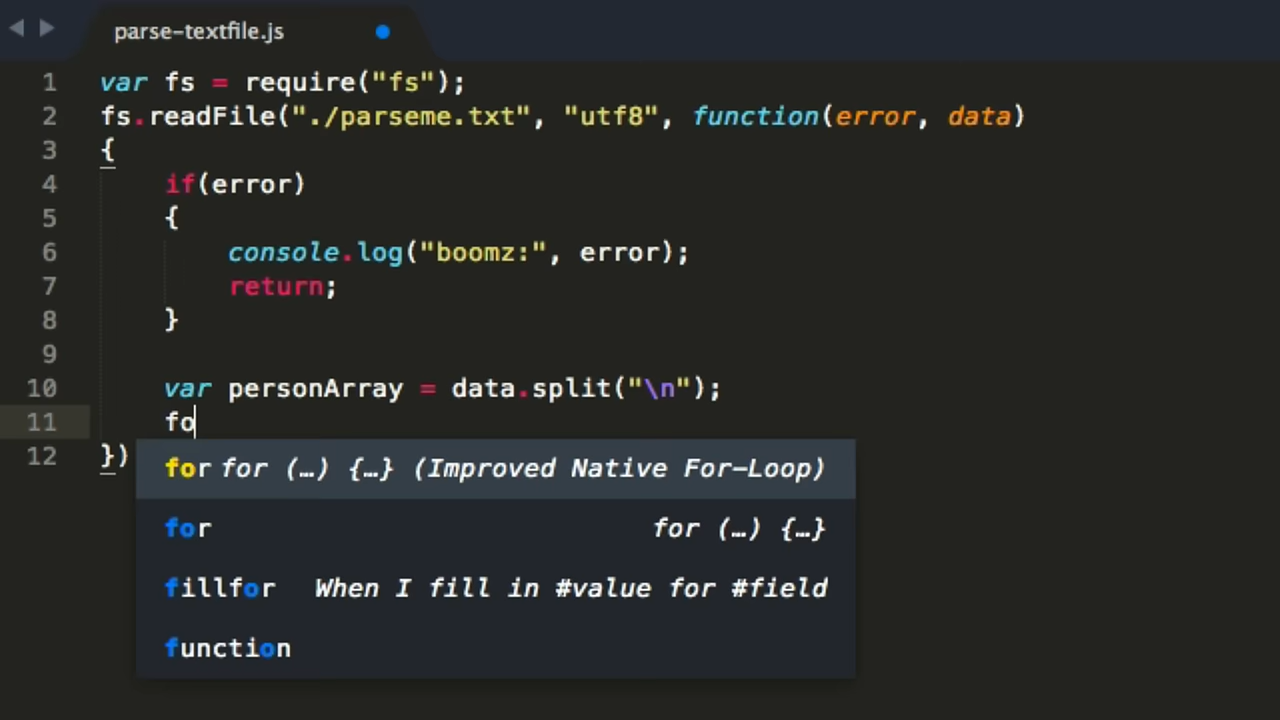 parse-textfile.js
1 var fs = require("fs");
2 fs.readFile("./parseme.txt", "utf8", function(error, data)
3 {
4 if(error)
5 {
6 console.log("boomz:", error);
7 return;
8 }
9
10 var personArray = data.split("\n");
11 fo
12 })
for for (…) {…} (Improved Native For-Loop)
for for (…) {…}
fillfor When I fill in #value for #field
function